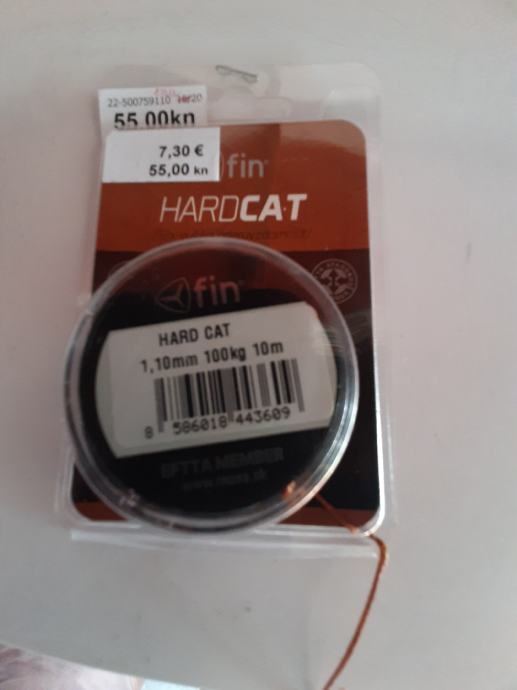 22-500759110
55,00kn
7,30 €
55,00 kn
fin
HARDCAT
fin
HARD CAT
1,10mm 100kg 10m
8 586018 443609
EFTTA MEMBER